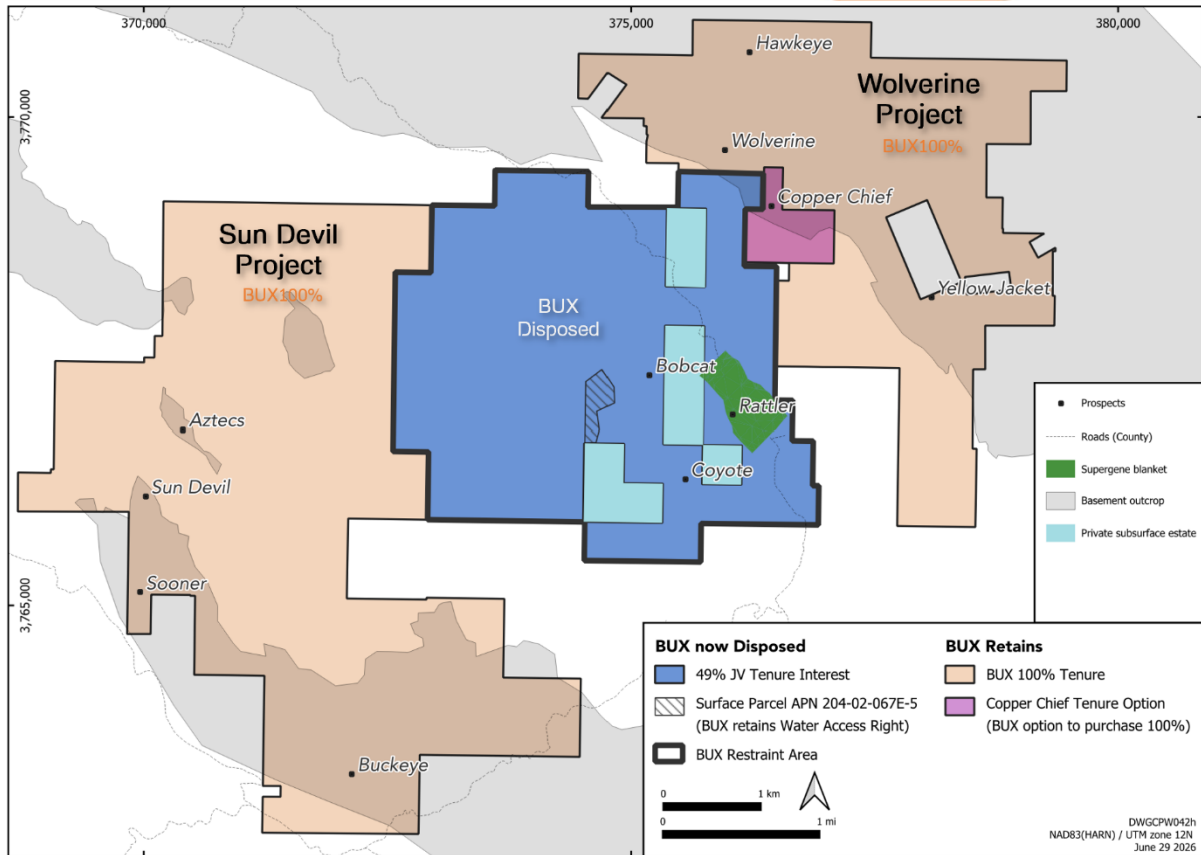 370,000
375,000
380,000
3,770,000
3,765,000
Hawkeye
Wolverine
Project
BUX100%
Wolverine
Copper Chief
Sun Devil
Project
BUX100%
BUX
Disposed
Yellow Jacket
Bobcat
Rattler
Aztecs
Coyote
Sun Devil
Sooner
Buckeye
Prospects
Roads (County)
Supergene blanket
Basement outcrop
Private subsurface estate
BUX now Disposed
49% JV Tenure Interest
Surface Parcel APN 204-02-067E-5
(BUX retains Water Access Right)
BUX Restraint Area
BUX Retains
BUX 100% Tenure
Copper Chief Tenure Option
(BUX option to purchase 100%)
0
1 km
0
1 mi
DWGCPW042h
NAD83(HARN) / UTM zone 12N
June 29 2026